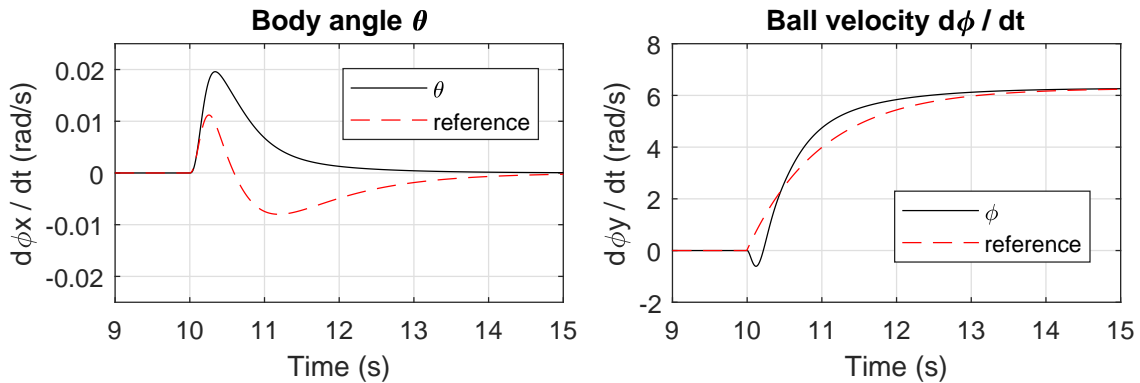 Body angle θ
dϕx / dt (rad/s)
0.02
0.01
0
-0.01
-0.02
θ
reference
9 10 11 12 13 14 15
Time (s)
Ball velocity dϕ / dt
dϕy / dt (rad/s)
8
6
4
2
0
-2
ϕ
reference
9 10 11 12 13 14 15
Time (s)